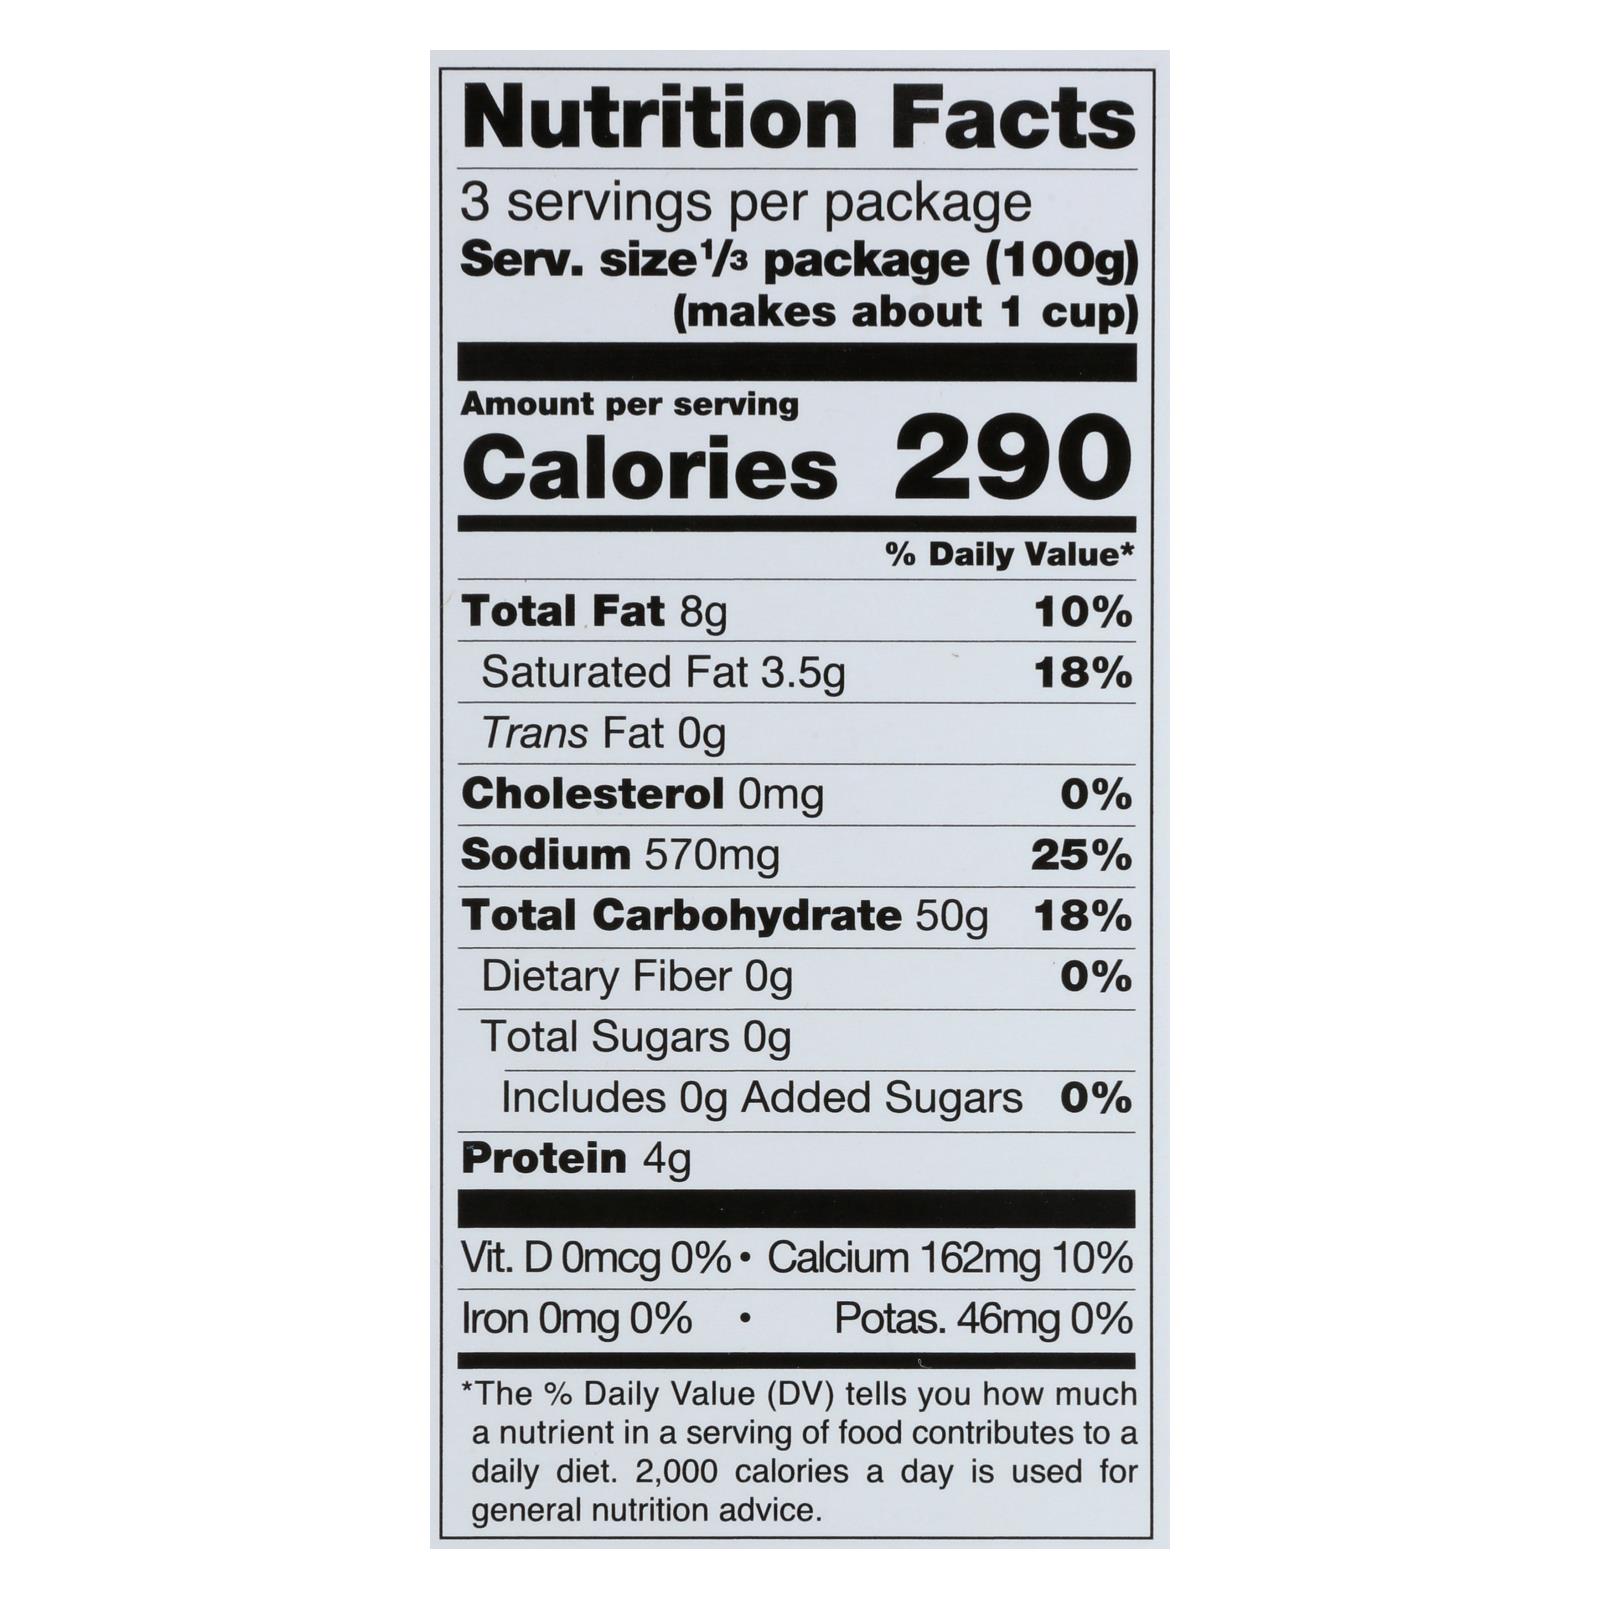 Nutrition Facts
3 servings per package
Serv. size 1/3 package (100g)
(makes about 1 cup)
Amount per serving
Calories 290
% Daily Value*
Total Fat 8g 10%
Saturated Fat 3.5g 18%
Trans Fat 0g
Cholesterol 0mg 0%
Sodium 570mg 25%
Total Carbohydrate 50g 18%
Dietary Fiber 0g 0%
Total Sugars 0g
Includes 0g Added Sugars 0%
Protein 4g
Vit. D 0mcg 0% • Calcium 162mg 10%
Iron 0mg 0% • Potas. 46mg 0%
*The % Daily Value (DV) tells you how much
a nutrient in a serving of food contributes to a
daily diet. 2,000 calories a day is used for
general nutrition advice.